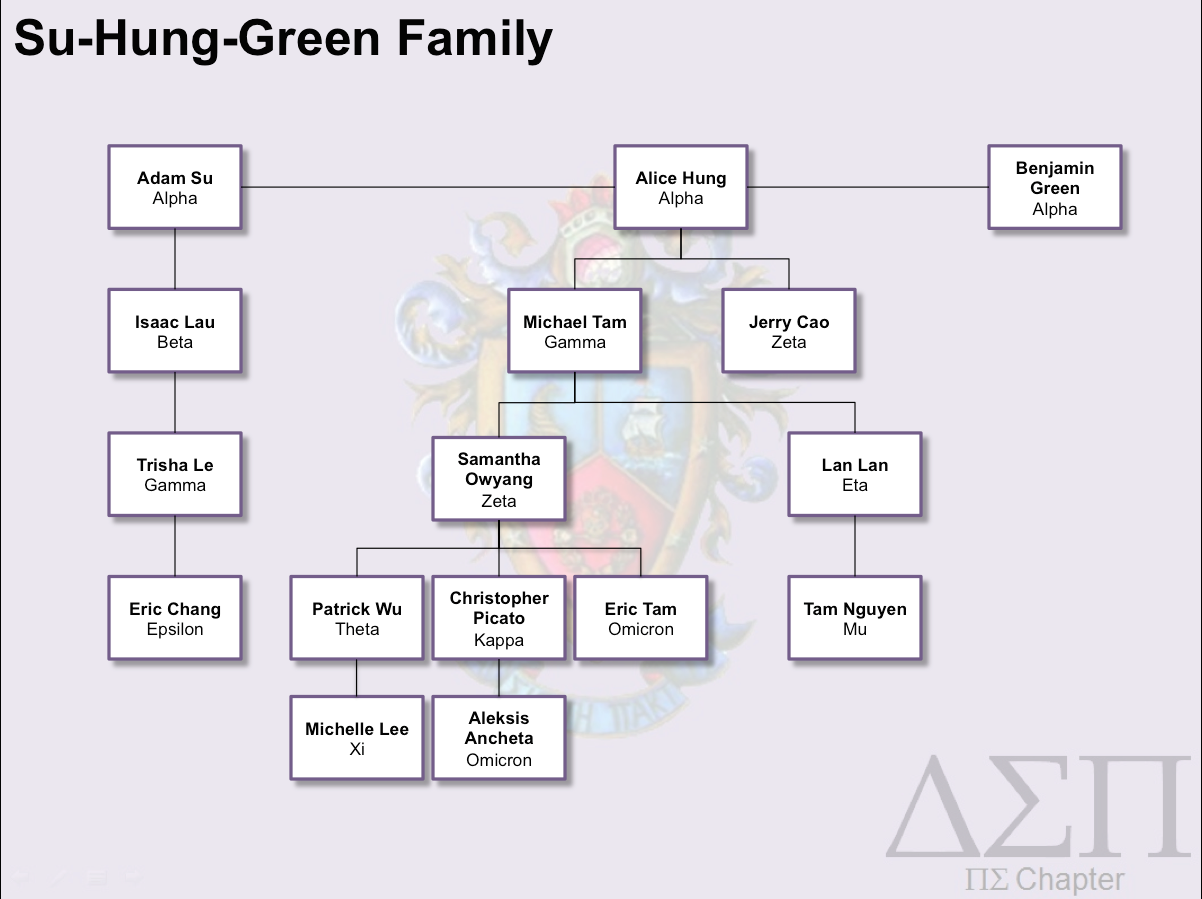 Su-Hung-Green Family
Adam Su
Alpha
Alice Hung
Alpha
Benjamin
Green
Alpha
Isaac Lau
Beta
Michael Tam
Gamma
Jerry Cao
Zeta
Trisha Le
Gamma
Samantha
Owyang
Zeta
Lan Lan
Eta
Eric Chang
Epsilon
Patrick Wu
Theta
Christopher
Picato
Kappa
Eric Tam
Omicron
Tam Nguyen
Mu
Michelle Lee
Xi
Aleksis
Ancheta
Omicron
ΔΣΠ
ΠΣ Chapter